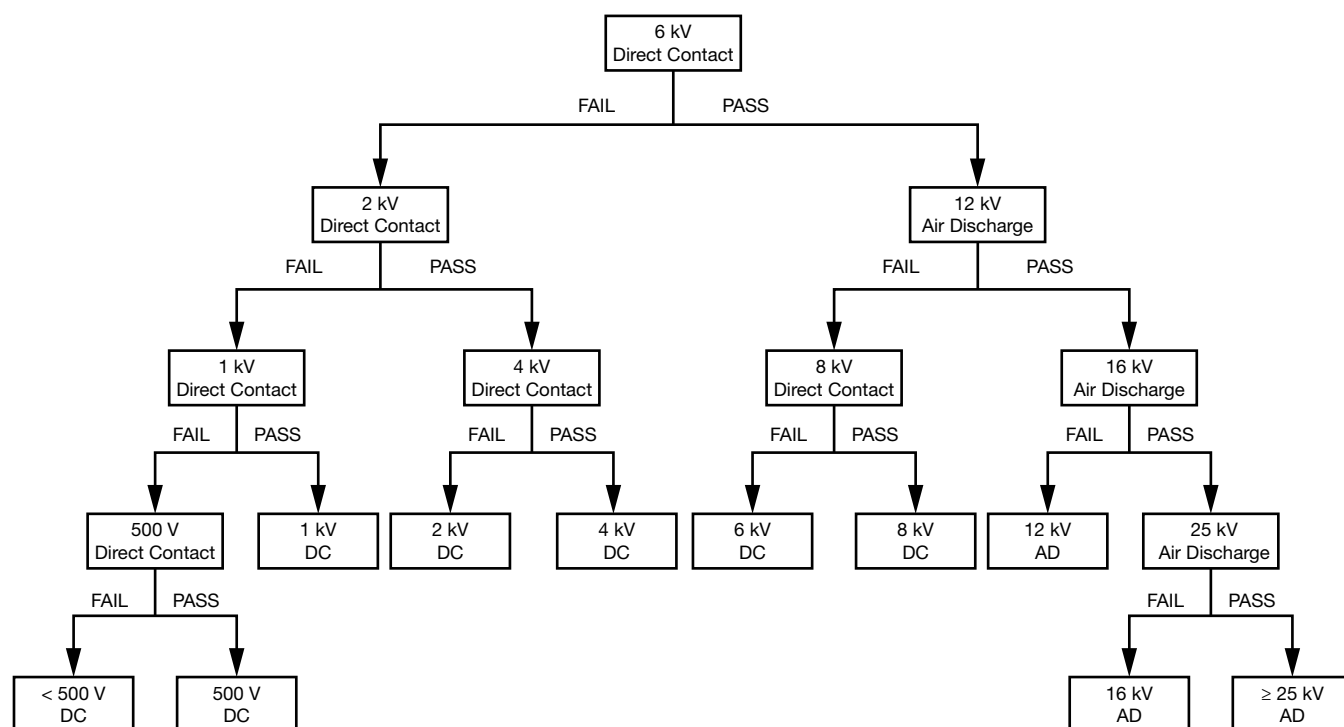 6 kV
Direct Contact
FAIL
PASS
2 kV
Direct Contact
12 kV
Air Discharge
FAIL
PASS
FAIL
PASS
1 kV
Direct Contact
4 kV
Direct Contact
8 kV
Direct Contact
16 kV
Air Discharge
FAIL
PASS
FAIL
PASS
FAIL
PASS
FAIL
PASS
500 V
Direct Contact
1 kV
DC
2 kV
DC
4 kV
DC
6 kV
DC
8 kV
DC
12 kV
AD
25 kV
Air Discharge
FAIL
PASS
FAIL
PASS
< 500 V
DC
500 V
DC
16 kV
AD
≥ 25 kV
AD